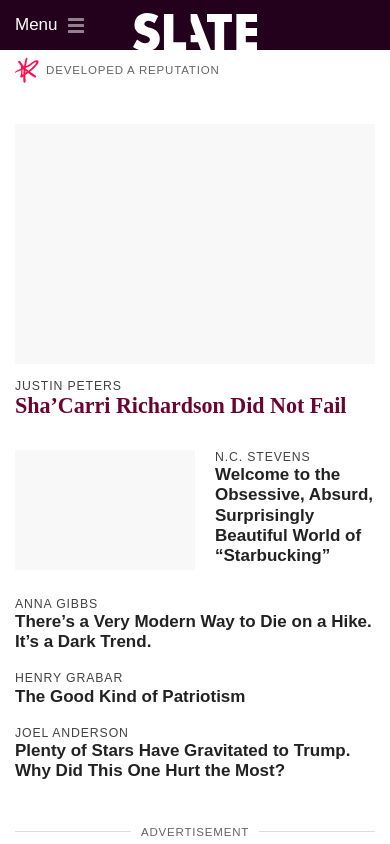 Menu
SLATE
DEVELOPED A REPUTATION
JUSTIN PETERS
Sha’Carri Richardson Did Not Fail
N.C. STEVENS
Welcome to the
Obsessive, Absurd,
Surprisingly
Beautiful World of
“Starbucking”
ANNA GIBBS
There’s a Very Modern Way to Die on a Hike.
It’s a Dark Trend.
HENRY GRABAR
The Good Kind of Patriotism
JOEL ANDERSON
Plenty of Stars Have Gravitated to Trump.
Why Did This One Hurt the Most?
ADVERTISEMENT